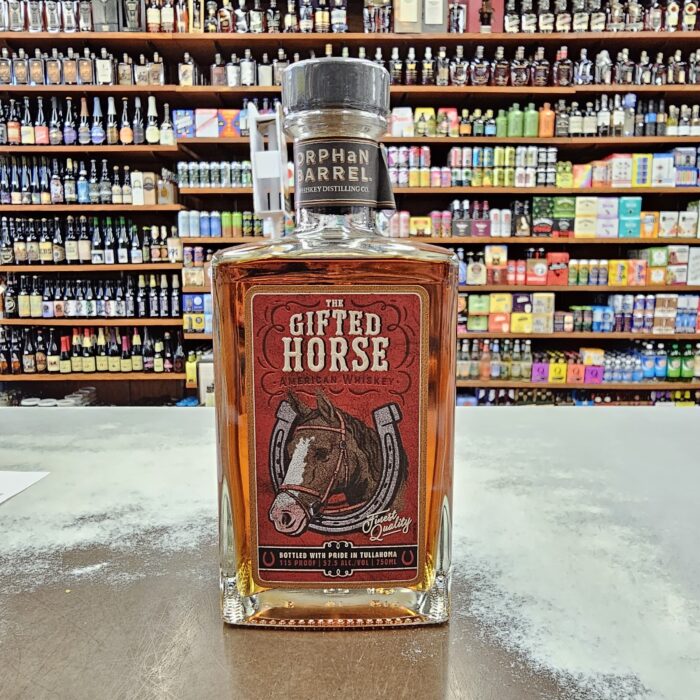 ORPHaN
BARREL.
WHISKEY DISTILLING CO.
THE
GIFTED
HORSE
AMERICAN WHISKEY
Finest
Quality
BOTTLED WITH PRIDE IN TULLAHOMA
115 PROOF | 57.5 ALC./VOL | 750ML